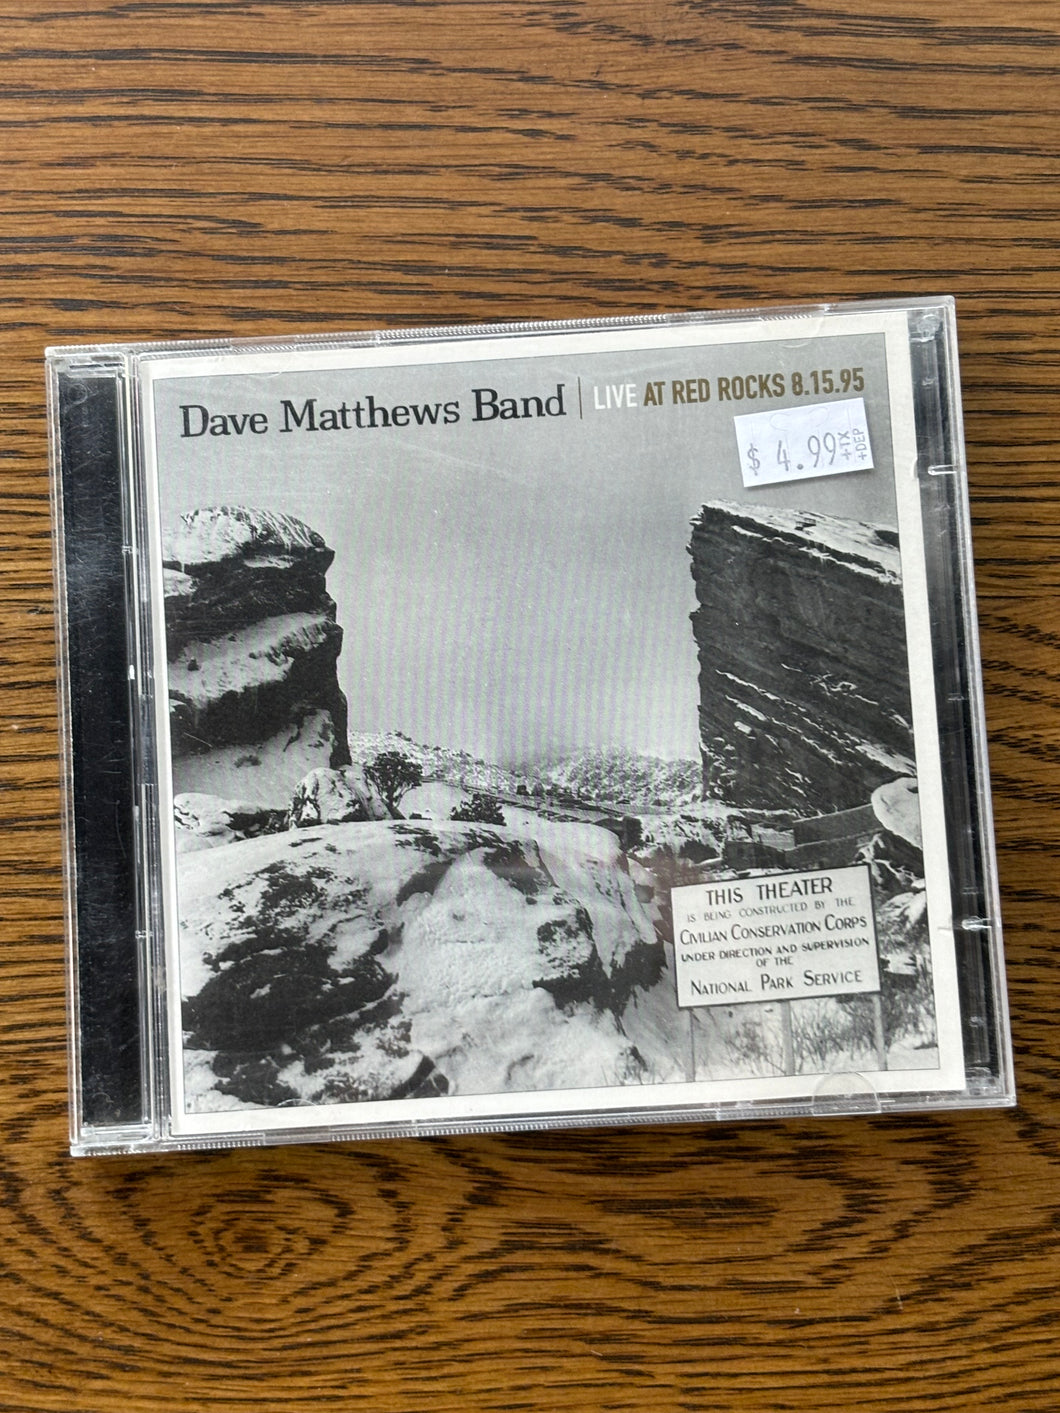 Dave Matthews Band | LIVE AT RED ROCKS 8.15.95
$ 4.99 +TX +DEP
THIS THEATER
IS BEING CONSTRUCTED BY THE
CIVILIAN CONSERVATION CORPS
UNDER DIRECTION AND SUPERVISION
OF THE
NATIONAL PARK SERVICE